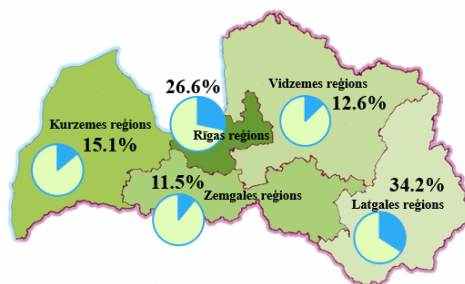 26.6%
Vidzemes reģions
12.6%
Kurzemes reģions
15.1%
Rīgas reģions
11.5%
Zemgales reģions
34.2%
Latgales reģions